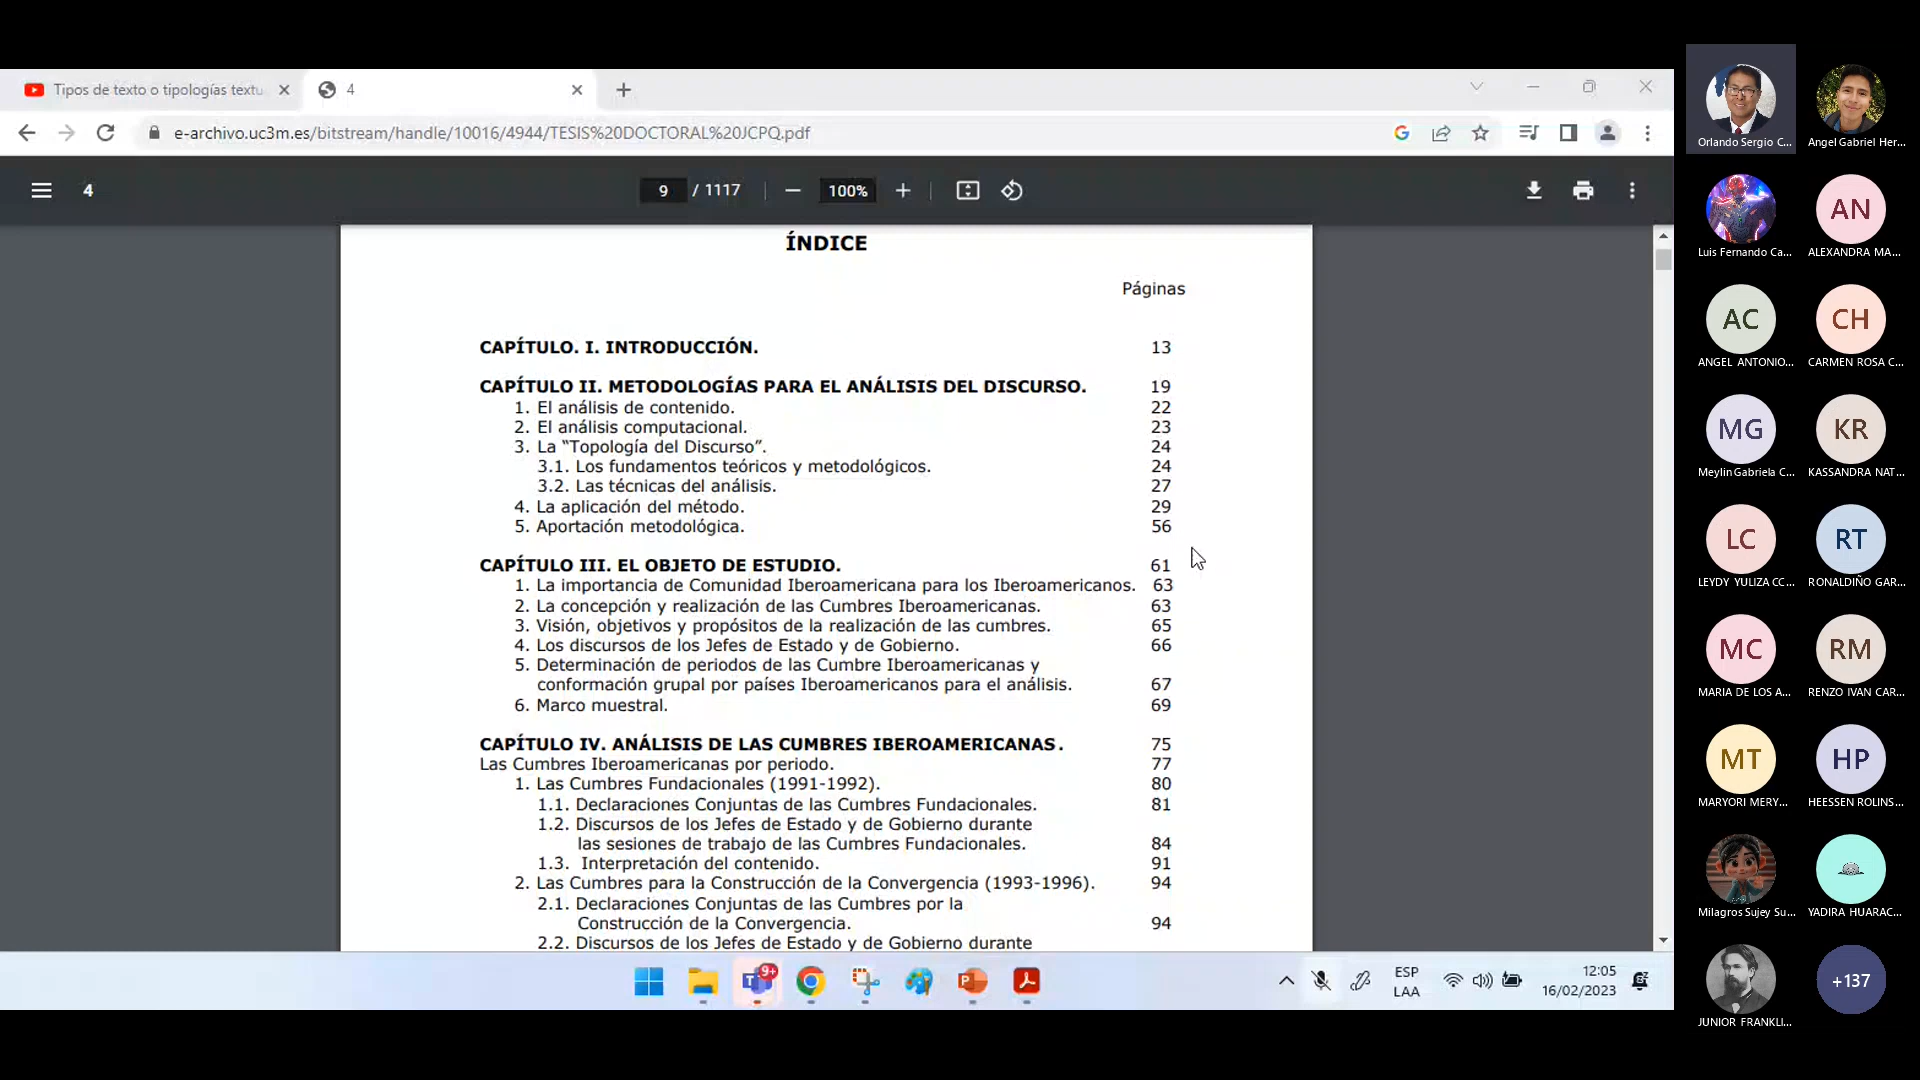 Tipos de texto o tipologías textu
4
e-archivo.uc3m.es/bitstream/handle/10016/4944/TESIS%20DOCTORAL%20JCPQ.pdf
4
9 / 1117
100%
ÍNDICE
Páginas
CAPÍTULO. I. INTRODUCCIÓN. 13
CAPÍTULO II. METODOLOGÍAS PARA EL ANÁLISIS DEL DISCURSO. 19
1. El análisis de contenido. 22
2. El análisis computacional. 23
3. La “Topología del Discurso”. 24
3.1. Los fundamentos teóricos y metodológicos. 24
3.2. Las técnicas del análisis. 27
4. La aplicación del método. 29
5. Aportación metodológica. 56
CAPÍTULO III. EL OBJETO DE ESTUDIO. 61
1. La importancia de Comunidad Iberoamericana para los Iberoamericanos. 63
2. La concepción y realización de las Cumbres Iberoamericanas. 63
3. Visión, objetivos y propósitos de la realización de las cumbres. 65
4. Los discursos de los Jefes de Estado y de Gobierno. 66
5. Determinación de periodos de las Cumbre Iberoamericanas y
conformación grupal por países Iberoamericanos para el análisis. 67
6. Marco muestral. 69
CAPÍTULO IV. ANÁLISIS DE LAS CUMBRES IBEROAMERICANAS. 75
Las Cumbres Iberoamericanas por periodo. 77
1. Las Cumbres Fundacionales (1991-1992). 80
1.1. Declaraciones Conjuntas de las Cumbres Fundacionales. 81
1.2. Discursos de los Jefes de Estado y de Gobierno durante
las sesiones de trabajo de las Cumbres Fundacionales. 84
1.3. Interpretación del contenido. 91
2. Las Cumbres para la Construcción de la Convergencia (1993-1996). 94
2.1. Declaraciones Conjuntas de las Cumbres por la
Construcción de la Convergencia. 94
2.2. Discursos de los Jefes de Estado y de Gobierno durante
9+
ESP
LAA
12:05
16/02/2023
Orlando Sergio C...
Angel Gabriel Her...
Luis Fernando Ca...
AN
ALEXANDRA MA...
AC
ANGEL ANTONIO...
CH
CARMEN ROSA C...
MG
Meylin Gabriela C...
KR
KASSANDRA NAT...
LC
LEYDY YULIZA CC...
RT
RONALDIÑO GAR...
MC
MARIA DE LOS A...
RM
RENZO IVAN CAR...
MT
MARYORI MERY...
HP
HEESSEN ROLINS...
Milagros Sujey Su...
YADIRA HUARAC...
JUNIOR FRANKLI...
+137